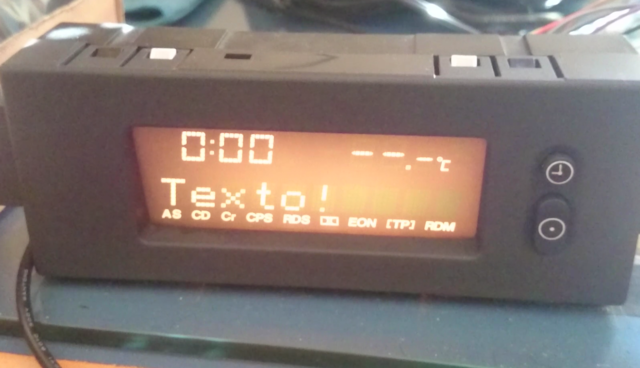 0:00 -- --.-°c
Texto!
AS CD Cr CPS RDS EON [TP] RDM